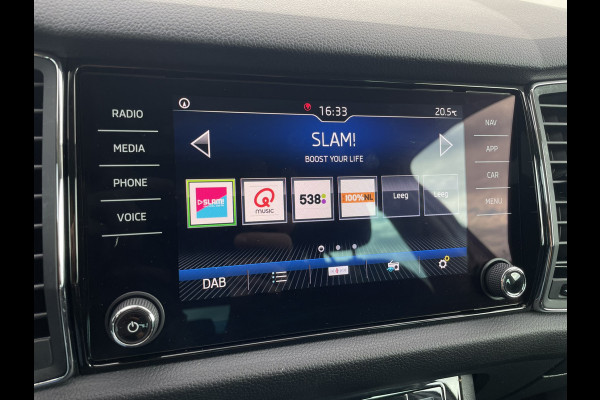 RADIO
MEDIA
PHONE
VOICE
16:33
20.5°C
SLAM!
BOOST YOUR LIFE
SLAM!
Q
music
538
100%NL
Leeg
Leeg
DAB
NAV
APP
CAR
MENU